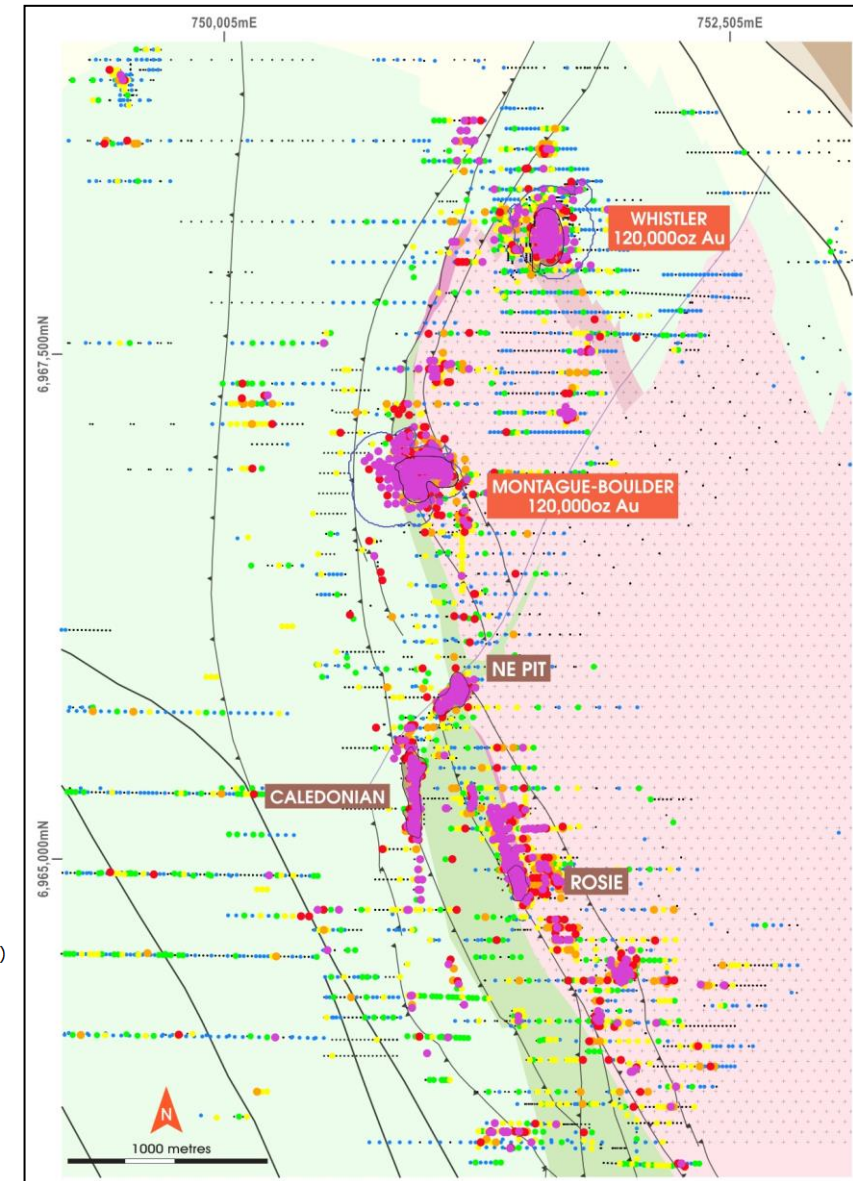 750,005mE
752,505mE
WHISTLER
120,000oz Au
6,967,500mN
MONTAGUE-BOULDER
120,000oz Au
NE PIT
CALEDONIAN
6,965,000mN
ROSIE
)
N
1000 metres